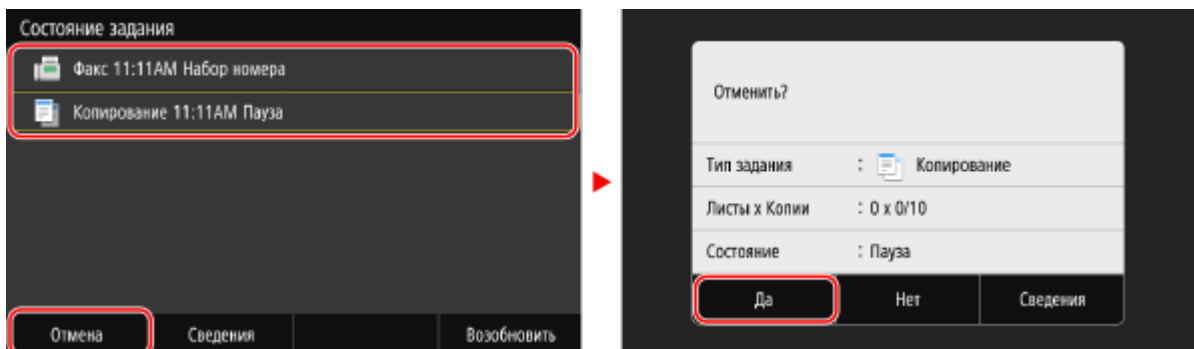 Состояние задания
Факс 11:11AM Набор номера
Копирование 11:11AM Пауза
Отмена Сведения Возобновить
Отменить?
Тип задания : Копирование
Листы x Копии : 0 x 0/10
Состояние : Пауза
Да Нет Сведения